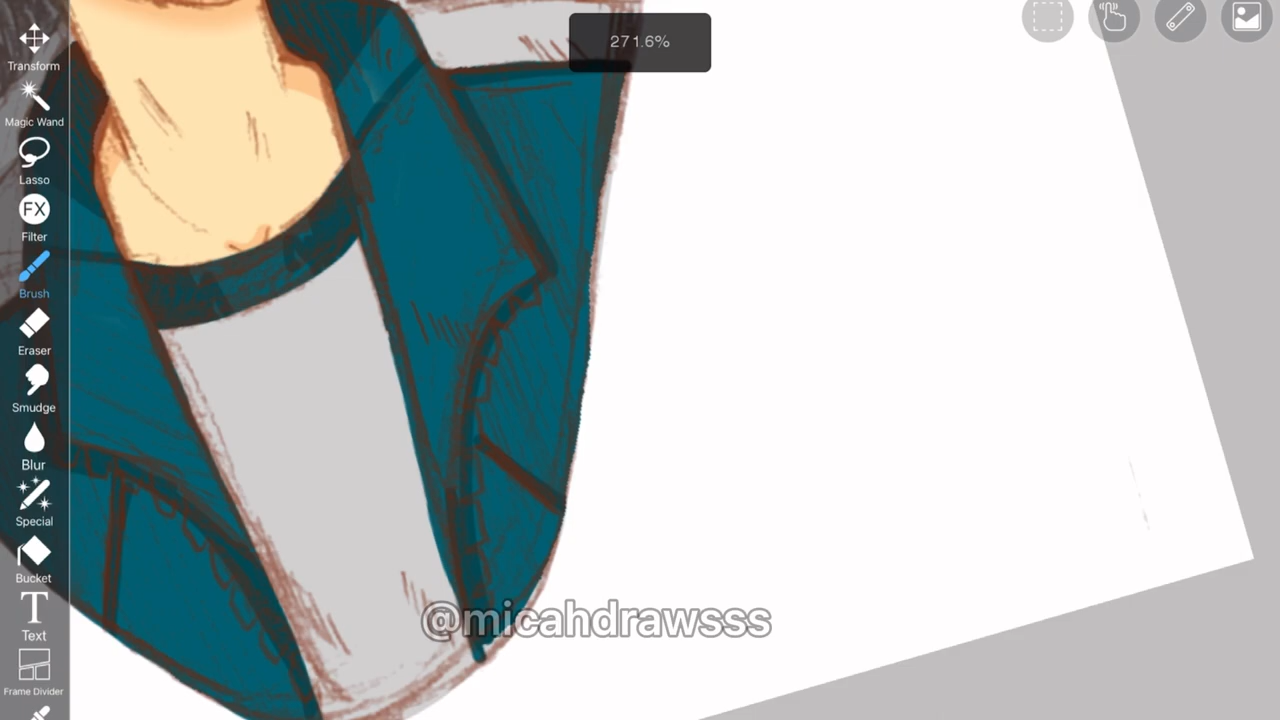 271.6%
Transform
Magic Wand
Lasso
FX
Filter
Brush
Eraser
Smudge
Blur
Special
Bucket
T
Text
Frame Divider
@micahdrawsss